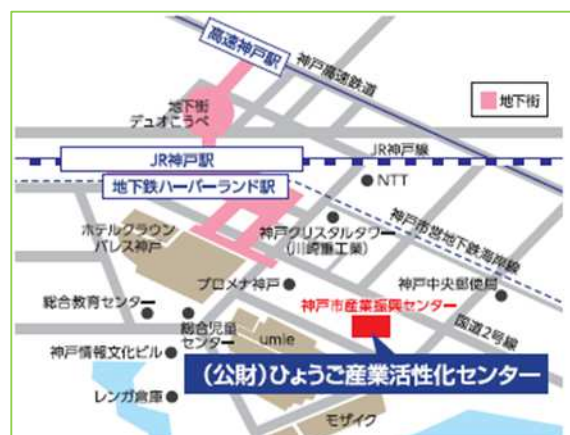 高速神戸駅
神戸高速鉄道
地下街
地下街
デュオこうべ
JR神戸線
JR神戸駅
地下鉄ハーバーランド駅
NTT
神戸市営地下鉄海岸線
ホテルクラウン
パレス神戸
神戸クリスタルタワー
(川崎重工業)
プロメナ神戸
神戸中央郵便局
総合教育センター
神戸市産業振興センター
総合児童
センター
umie
国道2号線
神戸情報文化ビル
(公財)ひょうご産業活性化センター
レンガ倉庫
モザイク